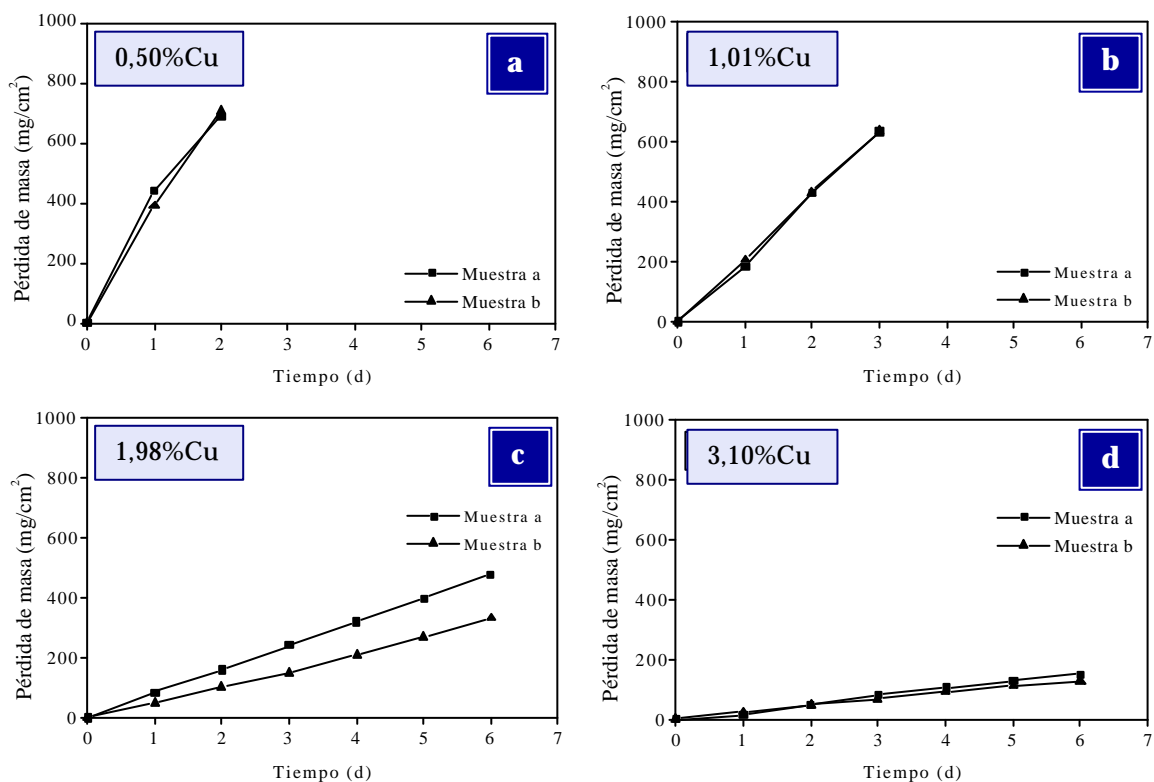 0,50%Cu
a
Pérdida de masa (mg/cm²)
1000
800
600
400
200
0
Muestra a
Muestra b
0 1 2 3 4 5 6 7
Tiempo (d)
1,01%Cu
b
Pérdida de masa (mg/cm²)
1000
800
600
400
200
0
Muestra a
Muestra b
0 1 2 3 4 5 6 7
Tiempo (d)
1,98%Cu
c
Pérdida de masa (mg/cm²)
1000
800
600
400
200
0
Muestra a
Muestra b
0 1 2 3 4 5 6 7
Tiempo (d)
3,10%Cu
d
Pérdida de masa (mg/cm²)
1000
800
600
400
200
0
Muestra a
Muestra b
0 1 2 3 4 5 6 7
Tiempo (d)